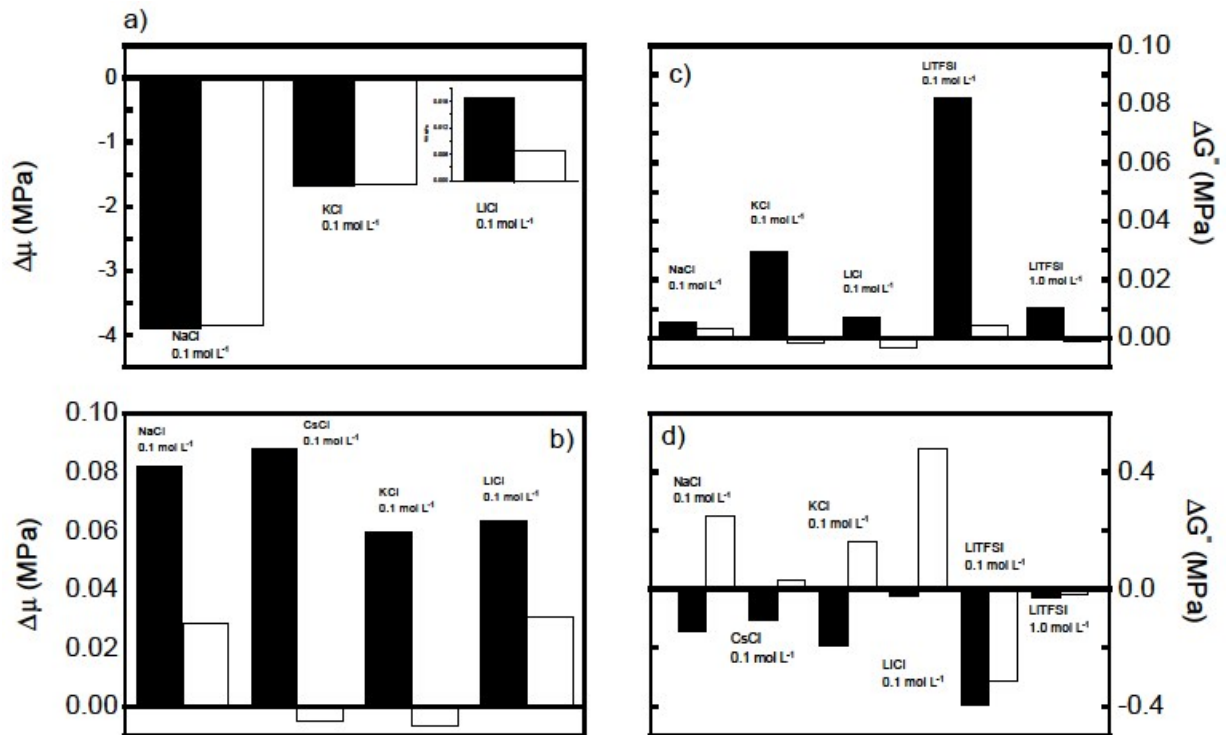 a)
0
-1
-2
-3
-4
Δμ (MPa)
NaCl
0.1 mol L⁻¹
KCl
0.1 mol L⁻¹
LiCl
0.1 mol L⁻¹
0.012
0.000
c)
NaCl
0.1 mol L⁻¹
KCl
0.1 mol L⁻¹
LiCl
0.1 mol L⁻¹
LiTFSI
0.1 mol L⁻¹
LiTFSI
1.0 mol L⁻¹
0.10
0.08
0.06
0.04
0.02
0.00
ΔG" (MPa)
b)
0.10
0.08
0.06
0.04
0.02
0.00
Δμ (MPa)
NaCl
0.1 mol L⁻¹
CsCl
0.1 mol L⁻¹
KCl
0.1 mol L⁻¹
LiCl
0.1 mol L⁻¹
d)
NaCl
0.1 mol L⁻¹
CsCl
0.1 mol L⁻¹
KCl
0.1 mol L⁻¹
LiCl
0.1 mol L⁻¹
LiTFSI
0.1 mol L⁻¹
LiTFSI
1.0 mol L⁻¹
0.4
0.0
-0.4
ΔG" (MPa)